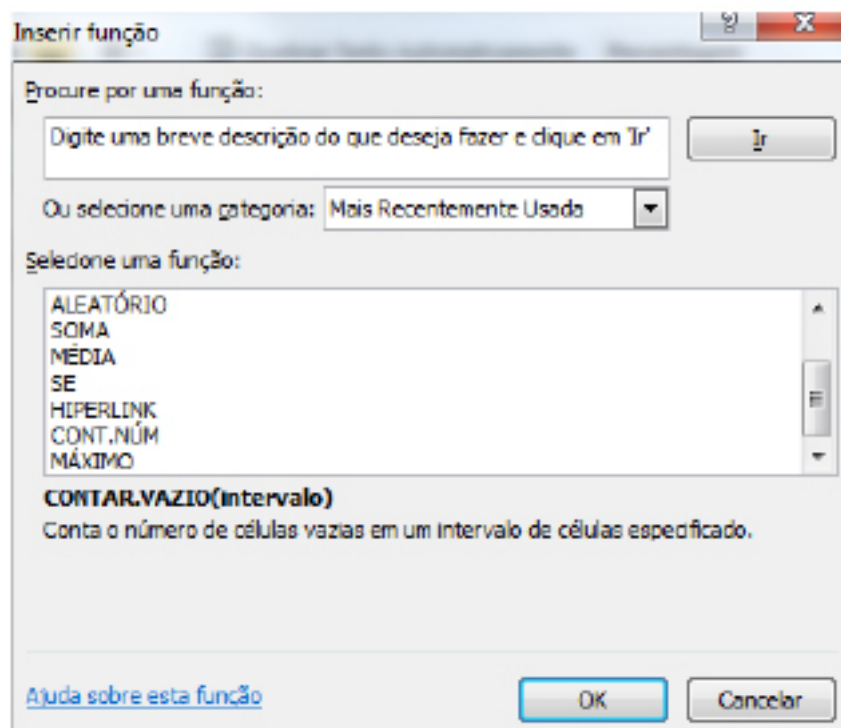 Inserir função
Procure por uma função:
Digite uma breve descrição do que deseja fazer e clique em 'Ir'
Ir
Ou selecione uma categoria: Mais Recentemente Usada
Selecione uma função:
ALEATÓRIO
SOMA
MÉDIA
SE
HIPERLINK
CONT.NÚM
MÁXIMO
CONTAR.VAZIO(intervalo)
Conta o número de células vazias em um intervalo de células especificado.
Ajuda sobre esta função
OK
Cancelar